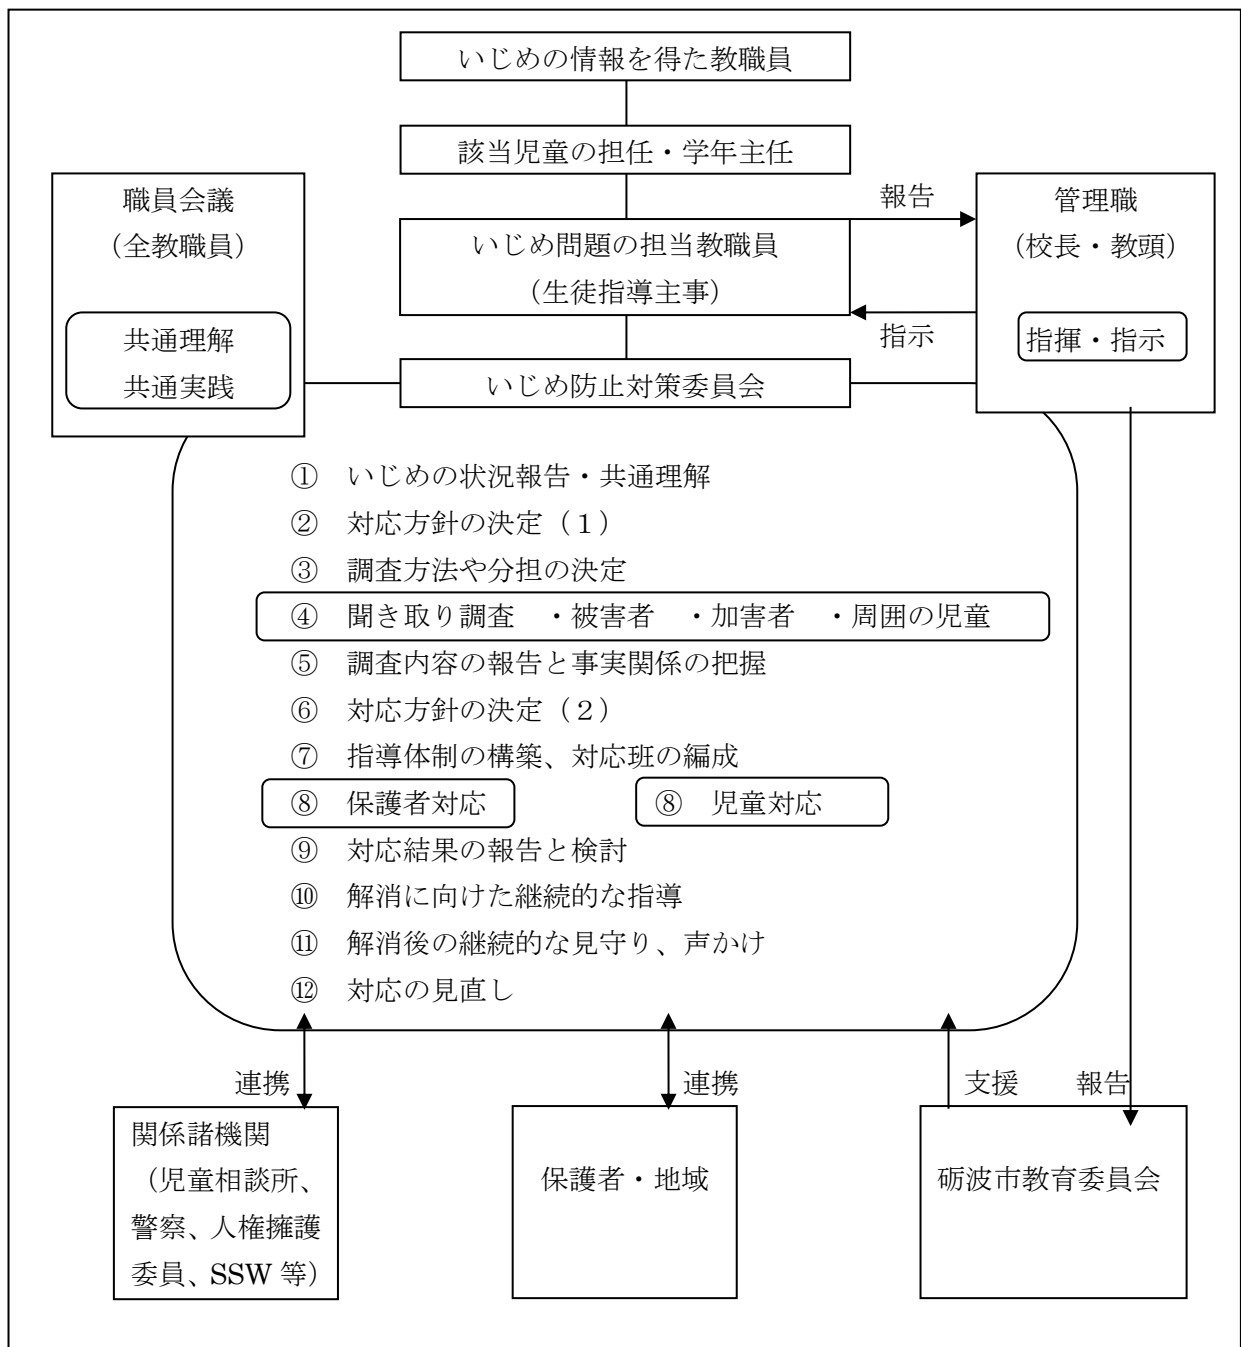 いじめの情報を得た教職員
該当児童の担任・学年主任
職員会議
（全教職員）
共通理解
共通実践
いじめ問題の担当教職員
（生徒指導主事）
報告
指示
管理職
（校長・教頭）
指揮・指示
いじめ防止対策委員会
① いじめの状況報告・共通理解
② 対応方針の決定（１）
③ 調査方法や分担の決定
④ 聞き取り調査 ・被害者 ・加害者 ・周囲の児童
⑤ 調査内容の報告と事実関係の把握
⑥ 対応方針の決定（２）
⑦ 指導体制の構築、対応班の編成
⑧ 保護者対応
⑧ 児童対応
⑨ 対応結果の報告と検討
⑩ 解消に向けた継続的な指導
⑪ 解消後の継続的な見守り、声かけ
⑫ 対応の見直し
連携
連携
支援
報告
関係諸機関
（児童相談所、
警察、人権擁護
委員、SSW 等）
保護者・地域
砺波市教育委員会